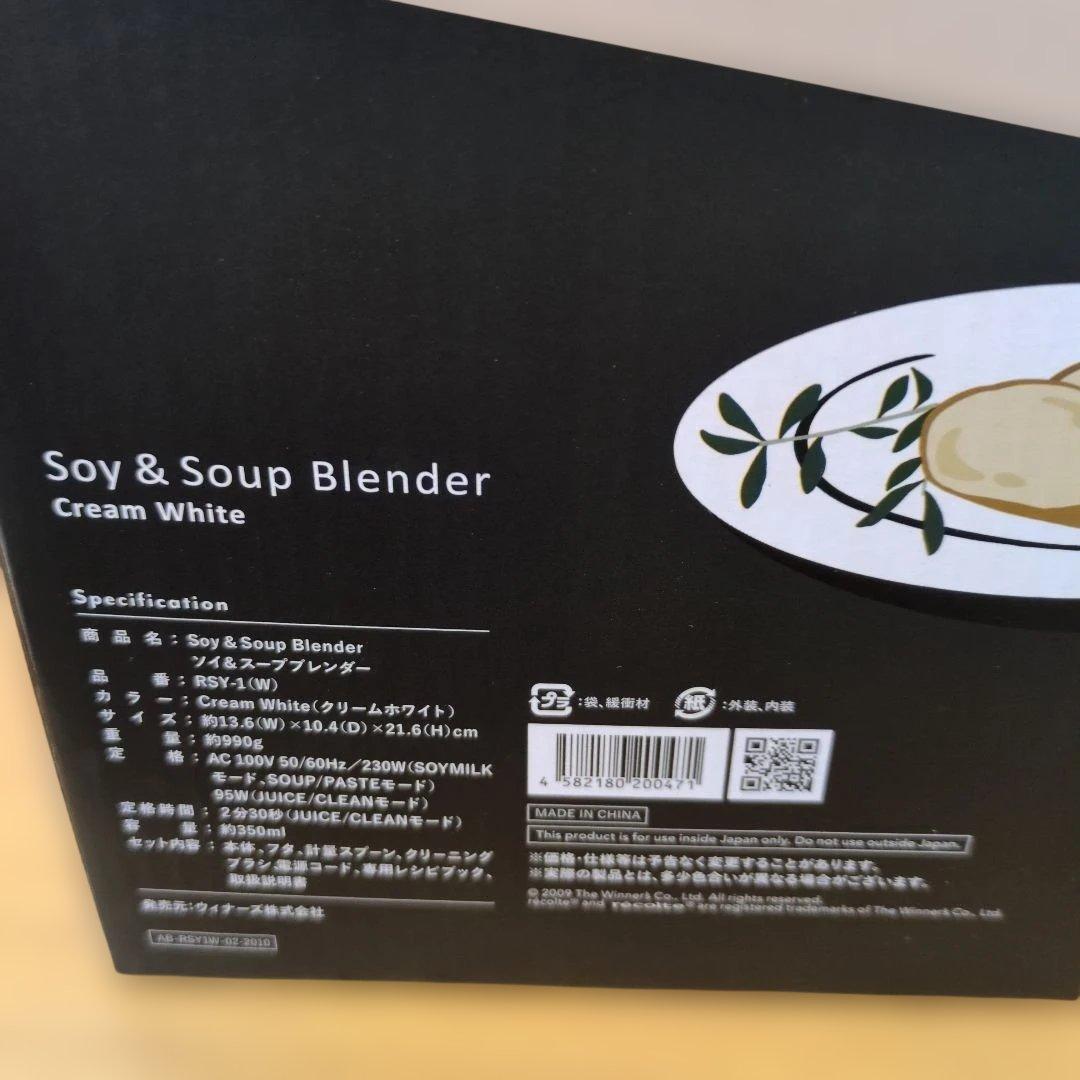 Soy & Soup Blender
Cream White
Specification
商品名：Soy & Soup Blender
ソイ&スープブレンダー
品番：RSY-1(W)
カラー：Cream White(クリームホワイト)
サイズ：約13.6(W)×10.4(D)×21.6(H)cm
重量：約990g
定格：AC 100V 50/60Hz／230W(SOYMILK
モード、SOUP/PASTEモード)
95W(JUICE/CLEANモード)
定格時間：2分30秒(JUICE/CLEANモード)
容量：約350ml
セット内容：本体、フタ、計量スプーン、クリーニング
ブラシ、電源コード、専用レシピブック、
取扱説明書
発売元：ウィナーズ株式会社
AB-RSY1W-02-2010
プラ：袋、緩衝材
紙：外装、内装
4 582180 200471
MADE IN CHINA
This product is for use inside Japan only. Do not use outside Japan.
※価格・仕様等は予告なく変更することがあります。
※実際の製品とは、多少色合いが異なる場合がございます。
© 2009 The Winners Co., Ltd. All rights reserved.
récolte® and récolte® are registered trademarks of The Winners Co., Ltd.